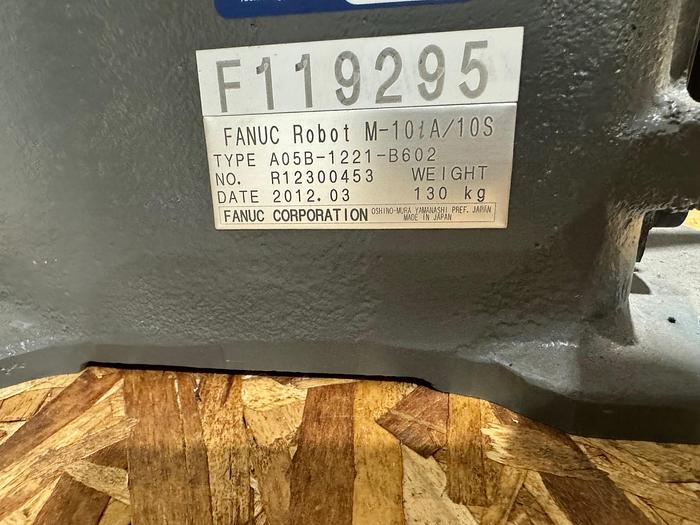 F119295
FANUC Robot M-10iA/10S
TYPE A05B-1221-B602
NO. R12300453 WEIGHT
DATE 2012.03 130 kg
FANUC CORPORATION OSHINO-MURA, YAMANASHI PREF. JAPAN
MADE IN JAPAN